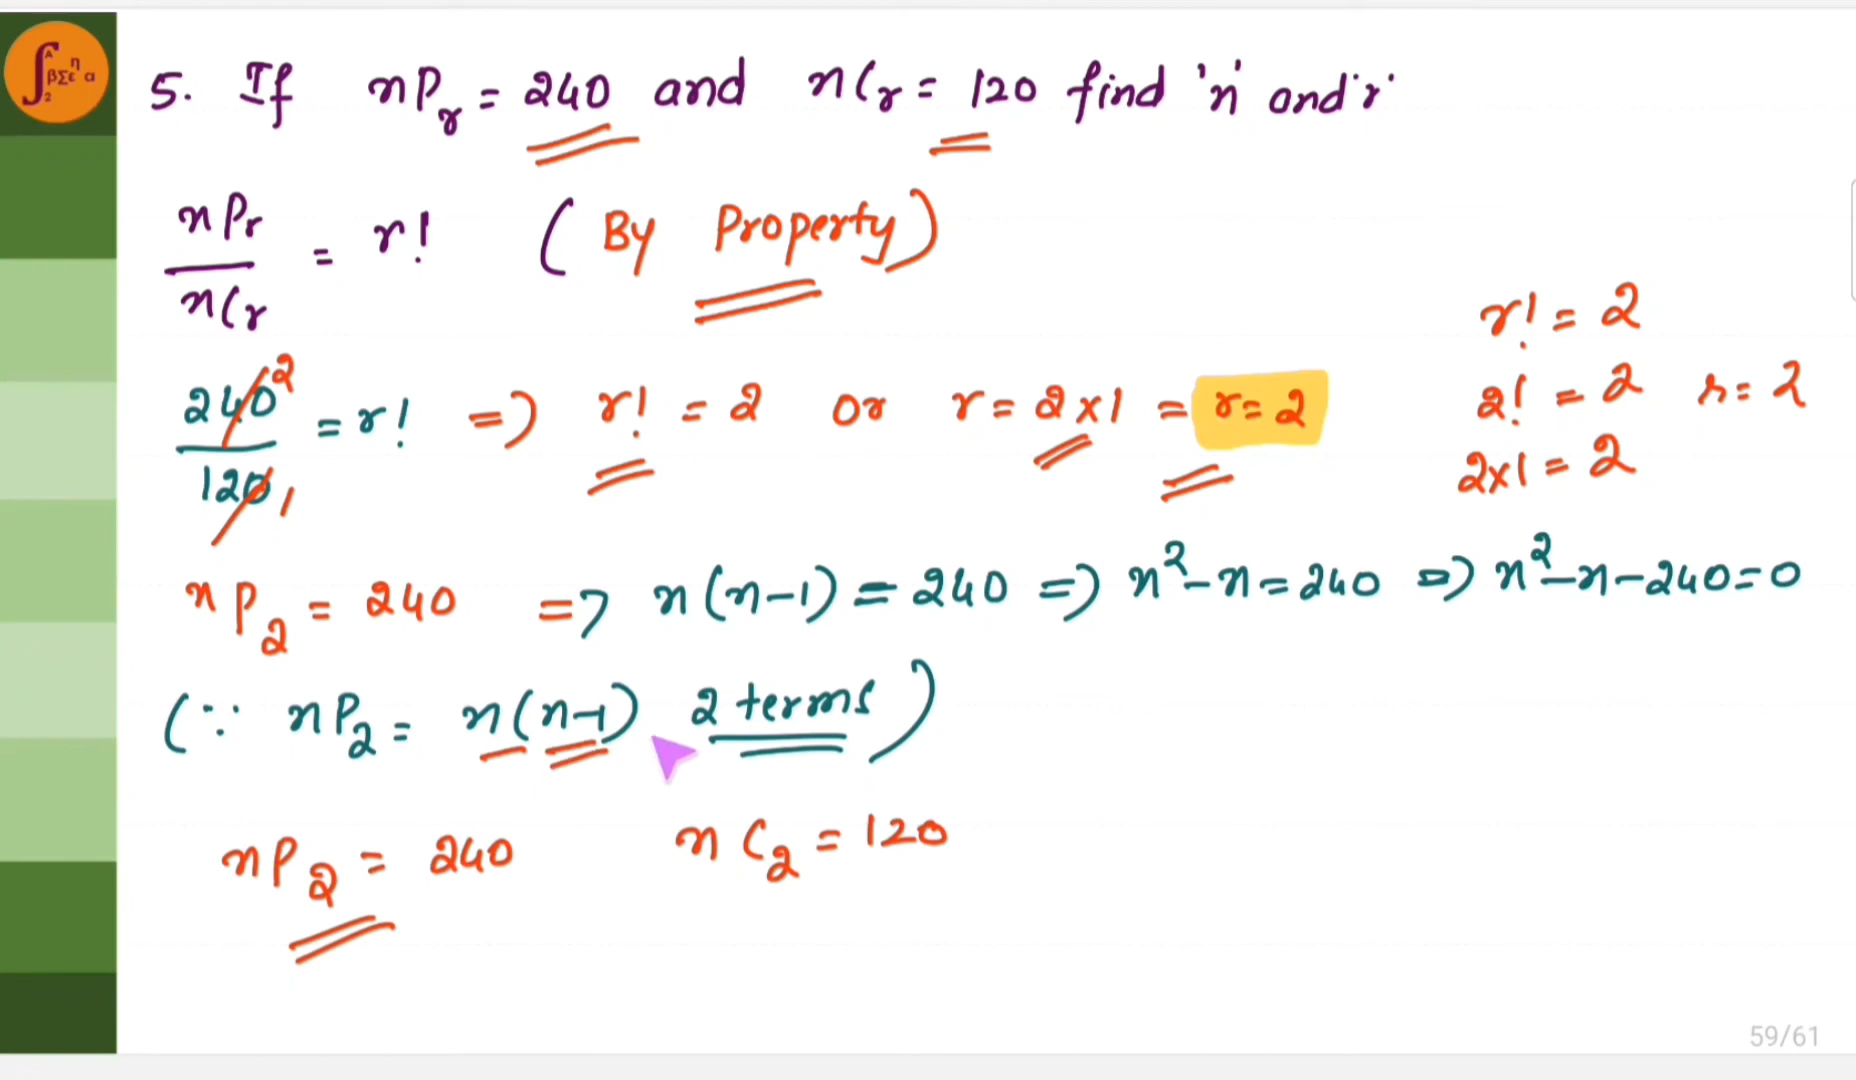 5. If nPr = 240 and nCr = 120 find 'n' and 'r'
nPr / nCr = r! (By Property)
240 / 120 = r! => r! = 2 or r = 2x1 = r = 2
2
1
r! = 2
2! = 2 r = 2
2x1 = 2
nP2 = 240 => n(n-1) = 240 => n²-n = 240 => n²-n-240=0
(∵ nP2 = n(n-1) 2 terms)
nP2 = 240 nC2 = 120
59/61